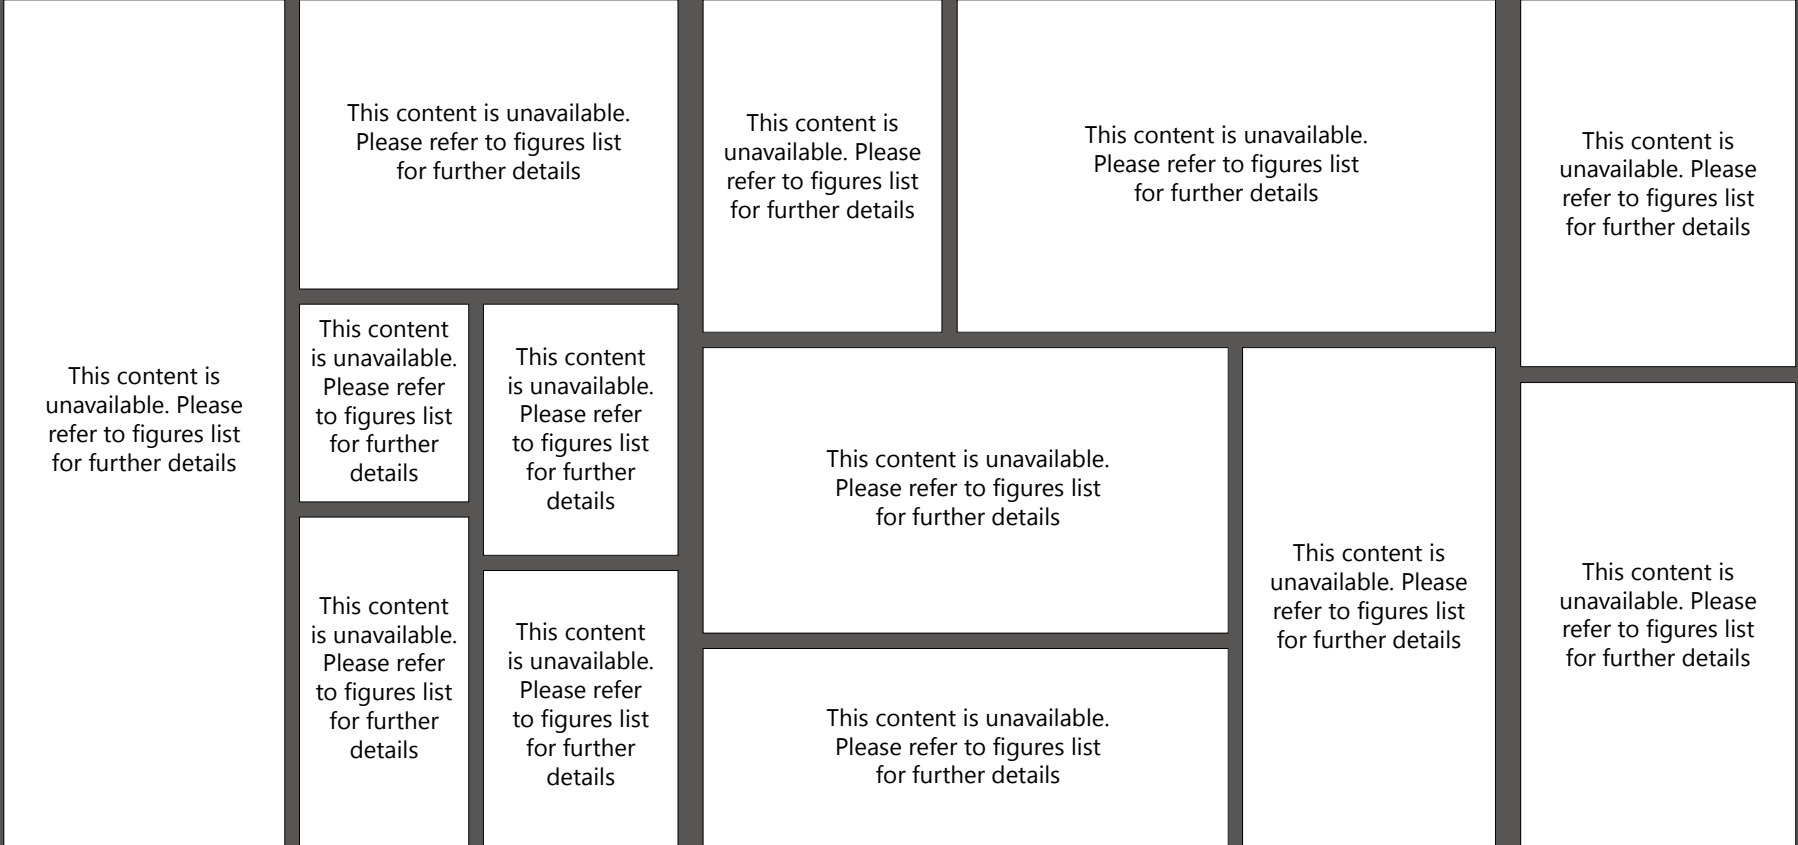 This content is
unavailable. Please
refer to figures list
for further details
This content is unavailable.
Please refer to figures list
for further details
This content
is unavailable.
Please refer
to figures list
for further
details
This content
is unavailable.
Please refer
to figures list
for further
details
This content
is unavailable.
Please refer
to figures list
for further
details
This content
is unavailable.
Please refer
to figures list
for further
details
This content is
unavailable. Please
refer to figures list
for further details
This content is unavailable.
Please refer to figures list
for further details
This content is unavailable.
Please refer to figures list
for further details
This content is unavailable.
Please refer to figures list
for further details
This content is
unavailable. Please
refer to figures list
for further details
This content is
unavailable. Please
refer to figures list
for further details
This content is
unavailable. Please
refer to figures list
for further details